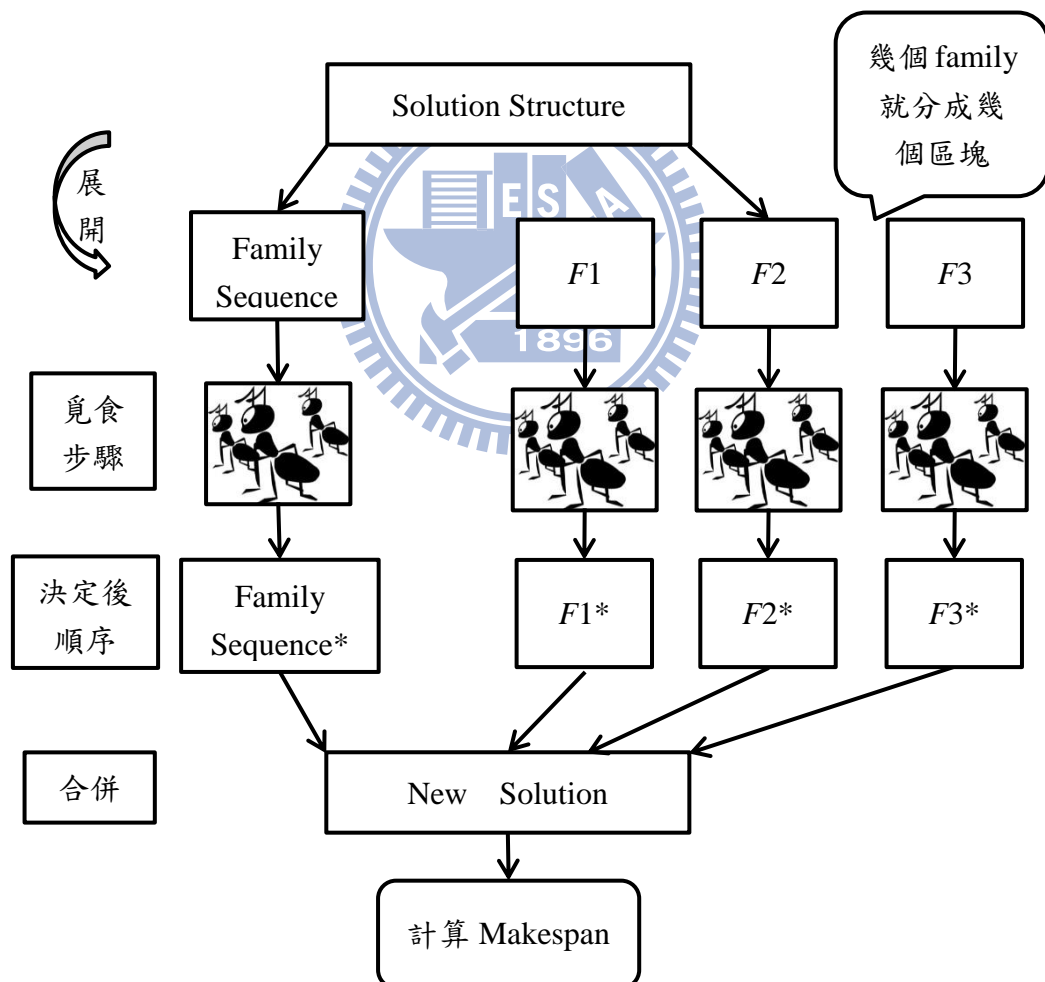 幾個 family
就分成幾
個區塊
Solution Structure
展
開
E S A
Family
Sequence
F1
F2
F3
1896
覓食
步驟
決定後
順序
Family
Sequence*
F1*
F2*
F3*
合併
New Solution
計算 Makespan